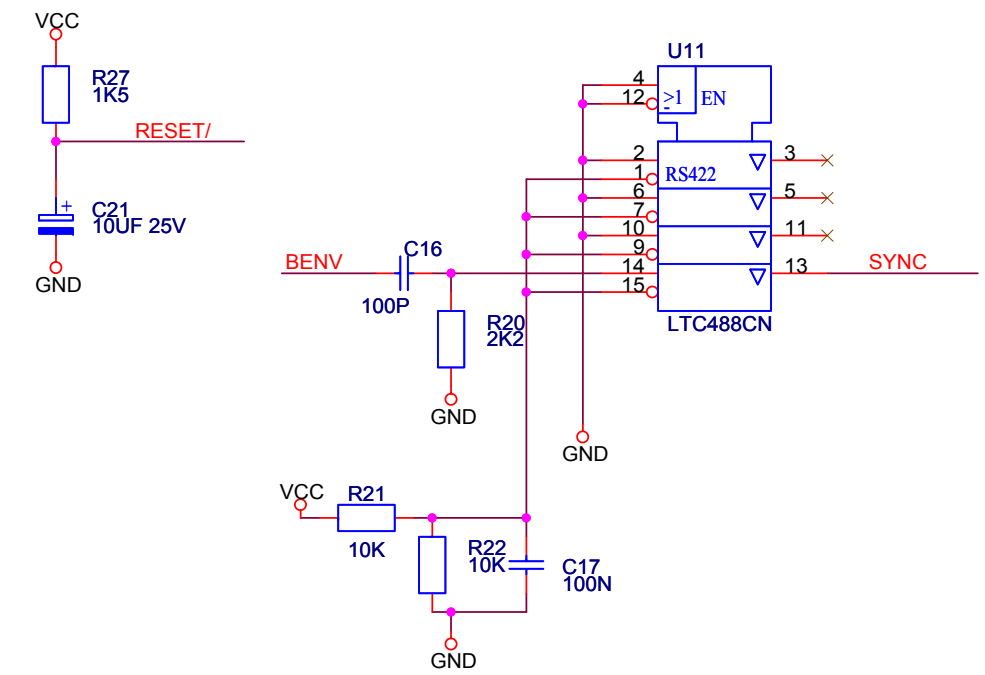 VCC
R27
1K5
RESET/
+
C21
10UF 25V
GND
U11
4
12
>1
-
EN
2
1
RS422
3
6
7
5
10
9
11
14
15
13
SYNC
LTC488CN
BENV
C16
100P
R20
2K2
GND
GND
VCC
R21
10K
R22
10K
C17
100N
GND